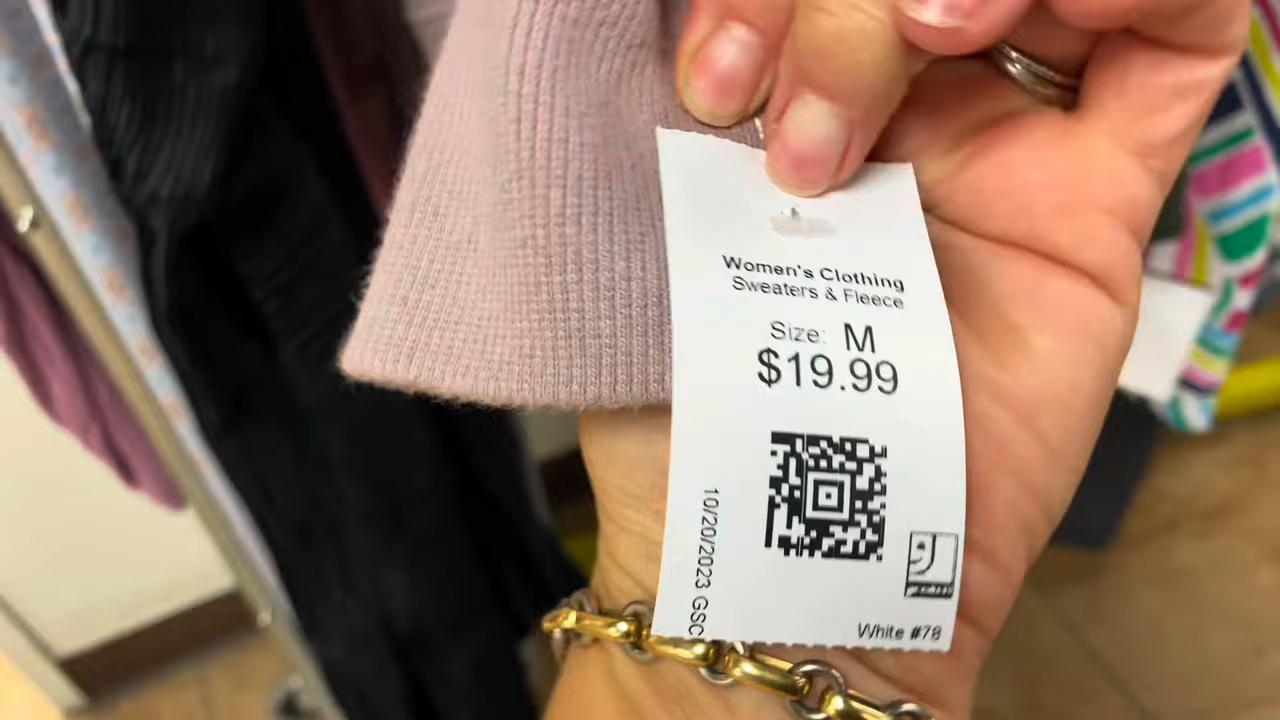 Women's Clothing
Sweaters & Fleece
Size: M
$19.99
10/20/2023 GSC
White #78